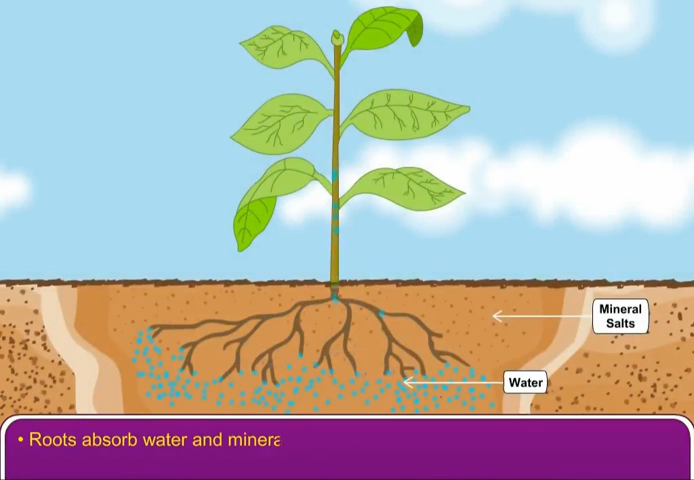 Mineral
Salts
Water
• Roots absorb water and minera